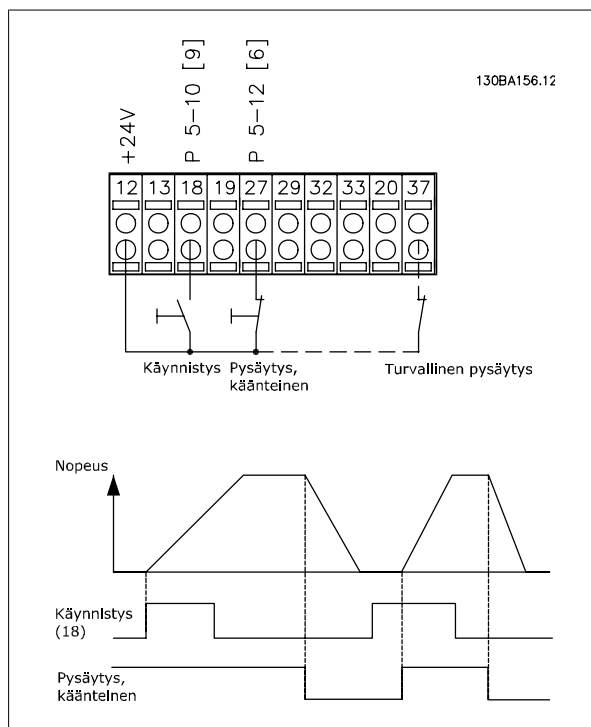 130BA156.12
+24V
P 5-10 [9]
P 5-12 [6]
12 13 18 19 27 29 32 33 20 37
Käynnistys Pysäytys, käänteinen
Turvallinen pysäytys
Nopeus
Käynnistys
(18)
Pysäytys,
käänteinen